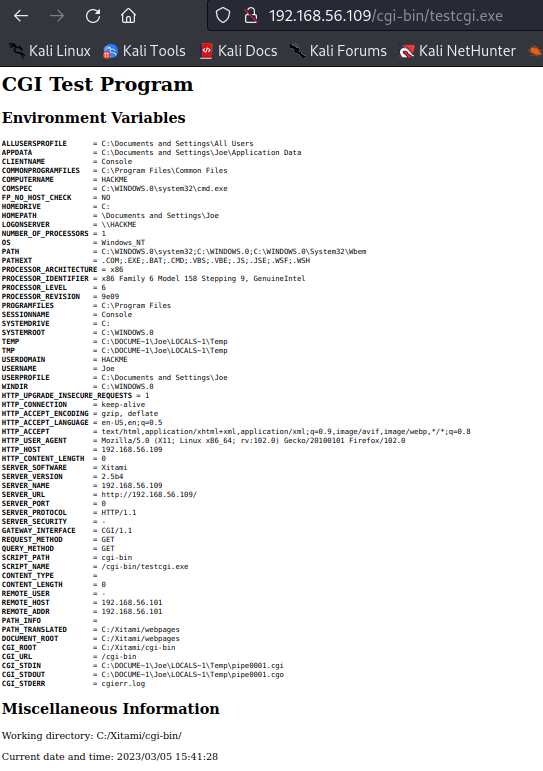 192.168.56.109/cgi-bin/testcgi.exe
Kali Linux Kali Tools Kali Docs Kali Forums Kali NetHunter
CGI Test Program
Environment Variables
ALLUSERSPROFILE = C:\Documents and Settings\All Users
APPDATA = C:\Documents and Settings\Joe\Application Data
CLIENTNAME = Console
COMMONPROGRAMFILES = C:\Program Files\Common Files
COMPUTERNAME = HACKME
COMSPEC = C:\WINDOWS.0\system32\cmd.exe
FP_NO_HOST_CHECK = NO
HOMEDRIVE = C:
HOMEPATH = \Documents and Settings\Joe
LOGONSERVER = \\HACKME
NUMBER_OF_PROCESSORS = 1
OS = Windows_NT
PATH = C:\WINDOWS.0\system32;C:\WINDOWS.0;C:\WINDOWS.0\System32\Wbem
PATHEXT = .COM;.EXE;.BAT;.CMD;.VBS;.VBE;.JS;.JSE;.WSF;.WSH
PROCESSOR_ARCHITECTURE = x86
PROCESSOR_IDENTIFIER = x86 Family 6 Model 158 Stepping 9, GenuineIntel
PROCESSOR_LEVEL = 6
PROCESSOR_REVISION = 9e09
PROGRAMFILES = C:\Program Files
SESSIONNAME = Console
SYSTEMDRIVE = C:
SYSTEMROOT = C:\WINDOWS.0
TEMP = C:\DOCUME~1\Joe\LOCALS~1\Temp
TMP = C:\DOCUME~1\Joe\LOCALS~1\Temp
USERDOMAIN = HACKME
USERNAME = Joe
USERPROFILE = C:\Documents and Settings\Joe
WINDIR = C:\WINDOWS.0
HTTP_UPGRADE_INSECURE_REQUESTS = 1
HTTP_CONNECTION = keep-alive
HTTP_ACCEPT_ENCODING = gzip, deflate
HTTP_ACCEPT_LANGUAGE = en-US,en;q=0.5
HTTP_ACCEPT = text/html,application/xhtml+xml,application/xml;q=0.9,image/avif,image/webp,*/*;q=0.8
HTTP_USER_AGENT = Mozilla/5.0 (X11; Linux x86_64; rv:102.0) Gecko/20100101 Firefox/102.0
HTTP_HOST = 192.168.56.109
HTTP_CONTENT_LENGTH = 0
SERVER_SOFTWARE = Xitami
SERVER_VERSION = 2.5b4
SERVER_NAME = 192.168.56.109
SERVER_URL = http://192.168.56.109/
SERVER_PORT = 0
SERVER_PROTOCOL = HTTP/1.1
SERVER_SECURITY = -
GATEWAY_INTERFACE = CGI/1.1
REQUEST_METHOD = GET
QUERY_METHOD = GET
SCRIPT_PATH = cgi-bin
SCRIPT_NAME = /cgi-bin/testcgi.exe
CONTENT_TYPE =
CONTENT_LENGTH = 0
REMOTE_USER = -
REMOTE_HOST = 192.168.56.101
REMOTE_ADDR = 192.168.56.101
PATH_INFO =
PATH_TRANSLATED = C:/Xitami/webpages
DOCUMENT_ROOT = C:/Xitami/webpages
CGI_ROOT = C:/Xitami/cgi-bin
CGI_URL = /cgi-bin
CGI_STDIN = C:\DOCUME~1\Joe\LOCALS~1\Temp\pipe0001.cgi
CGI_STDOUT = C:\DOCUME~1\Joe\LOCALS~1\Temp\pipe0001.cgo
CGI_STDERR = cgierr.log
Miscellaneous Information
Working directory: C:/Xitami/cgi-bin/
Current date and time: 2023/03/05 15:41:28